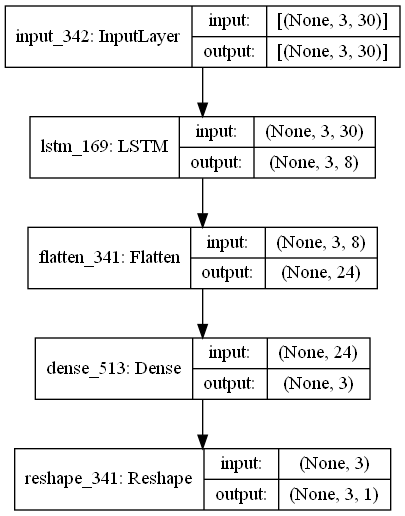 input_342: InputLayer
input: [(None, 3, 30)]
output: [(None, 3, 30)]
lstm_169: LSTM
input: (None, 3, 30)
output: (None, 3, 8)
flatten_341: Flatten
input: (None, 3, 8)
output: (None, 24)
dense_513: Dense
input: (None, 24)
output: (None, 3)
reshape_341: Reshape
input: (None, 3)
output: (None, 3, 1)